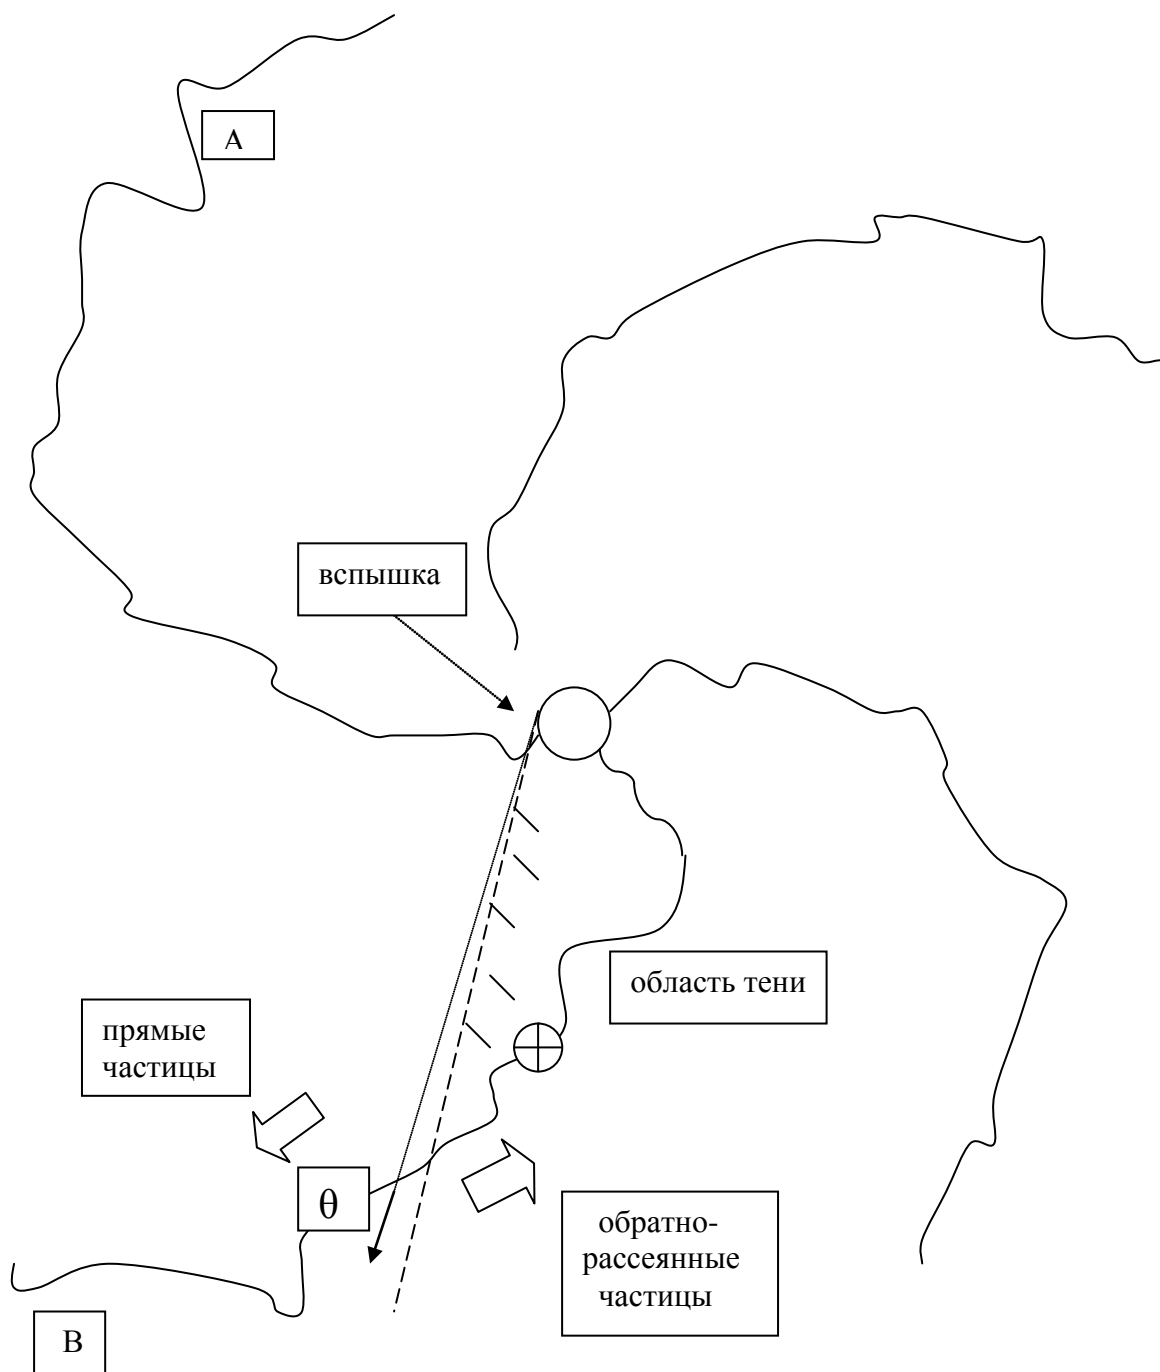 А
вспышка
область тени
прямые
частицы
θ
обратно-
рассеянные
частицы
В